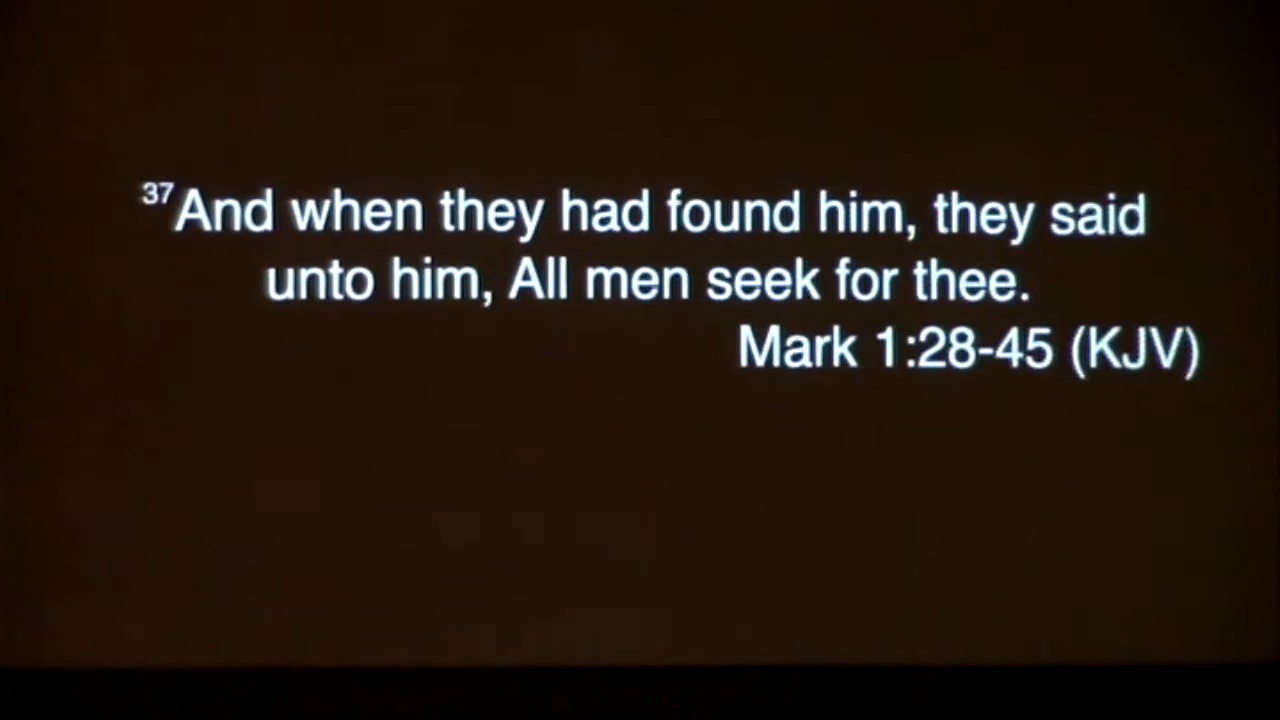 37And when they had found him, they said
unto him, All men seek for thee.
Mark 1:28-45 (KJV)